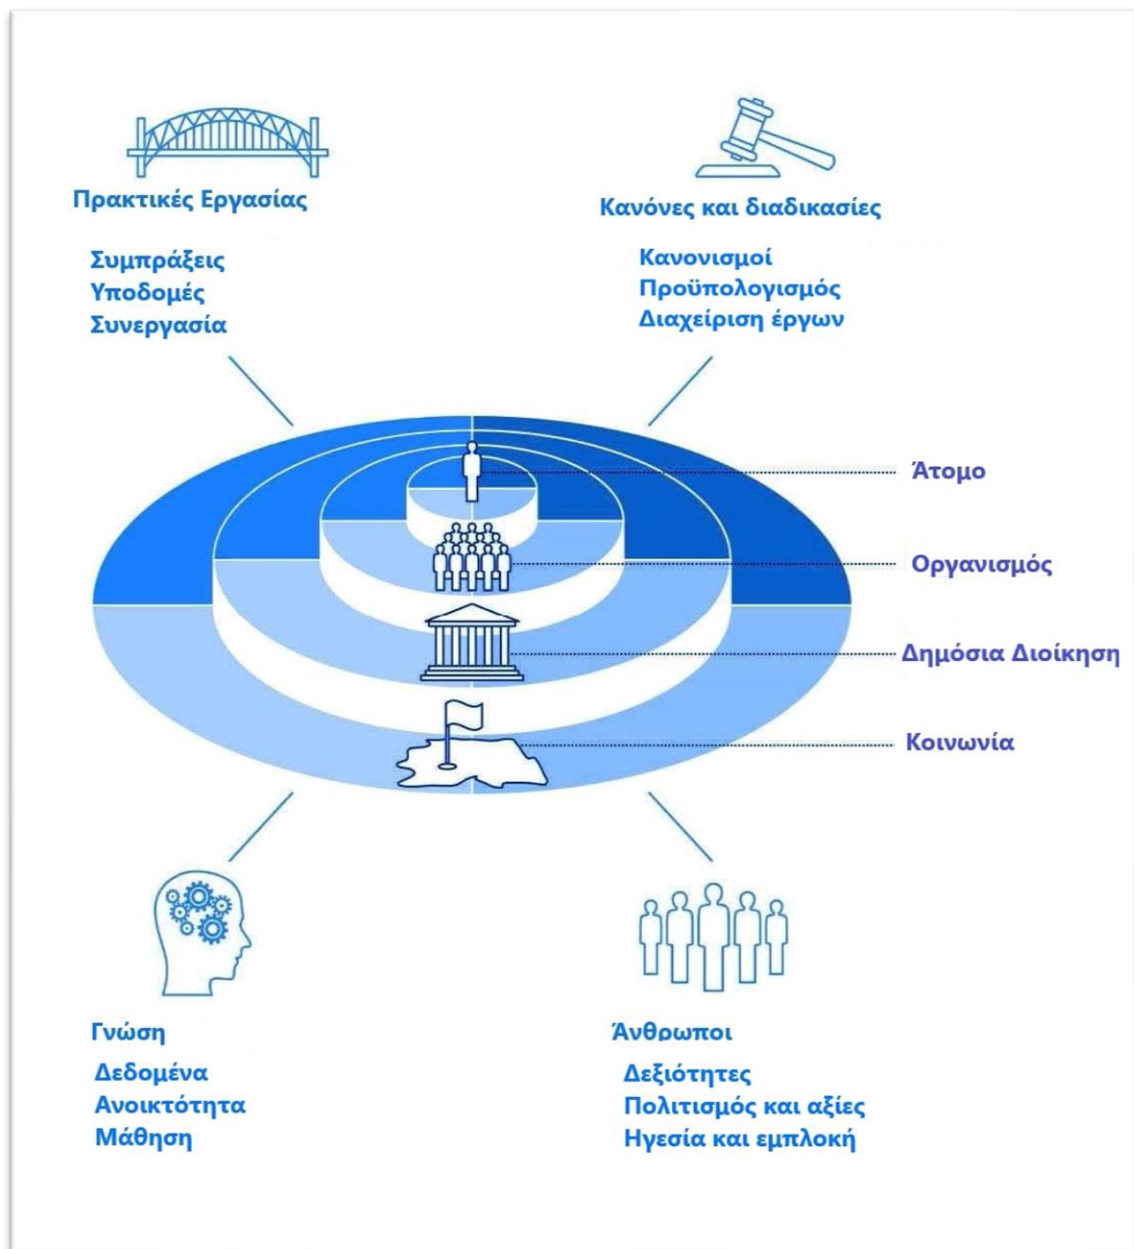 Πρακτικές Εργασίας
Συμπράξεις
Υποδομές
Συνεργασία
Κανόνες και διαδικασίες
Κανονισμοί
Προϋπολογισμός
Διαχείριση έργων
Άτομο
Οργανισμός
Δημόσια Διοίκηση
Κοινωνία
Γνώση
Δεδομένα
Ανοικτότητα
Μάθηση
Άνθρωποι
Δεξιότητες
Πολιτισμός και αξίες
Ηγεσία και εμπλοκή